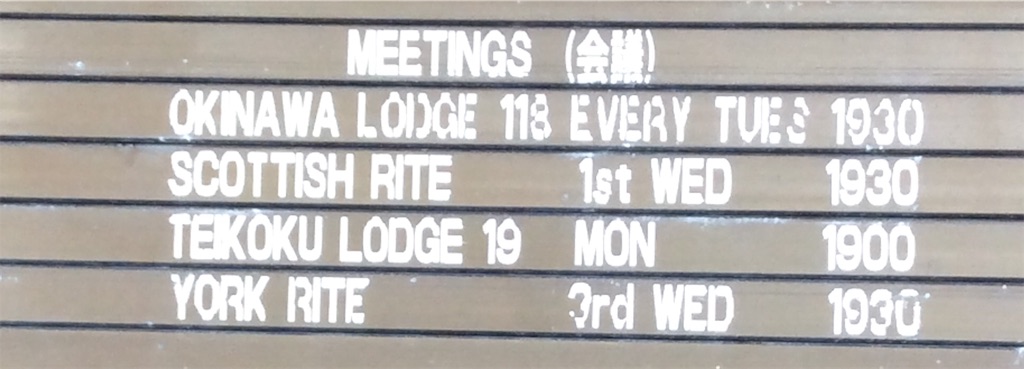 MEETINGS (会議)
OKINAWA LODGE 118 EVERY TUES 1930
SCOTTISH RITE 1st WED 1930
TEIKOKU LODGE 19 MON 1900
YORK RITE 3rd WED 1930